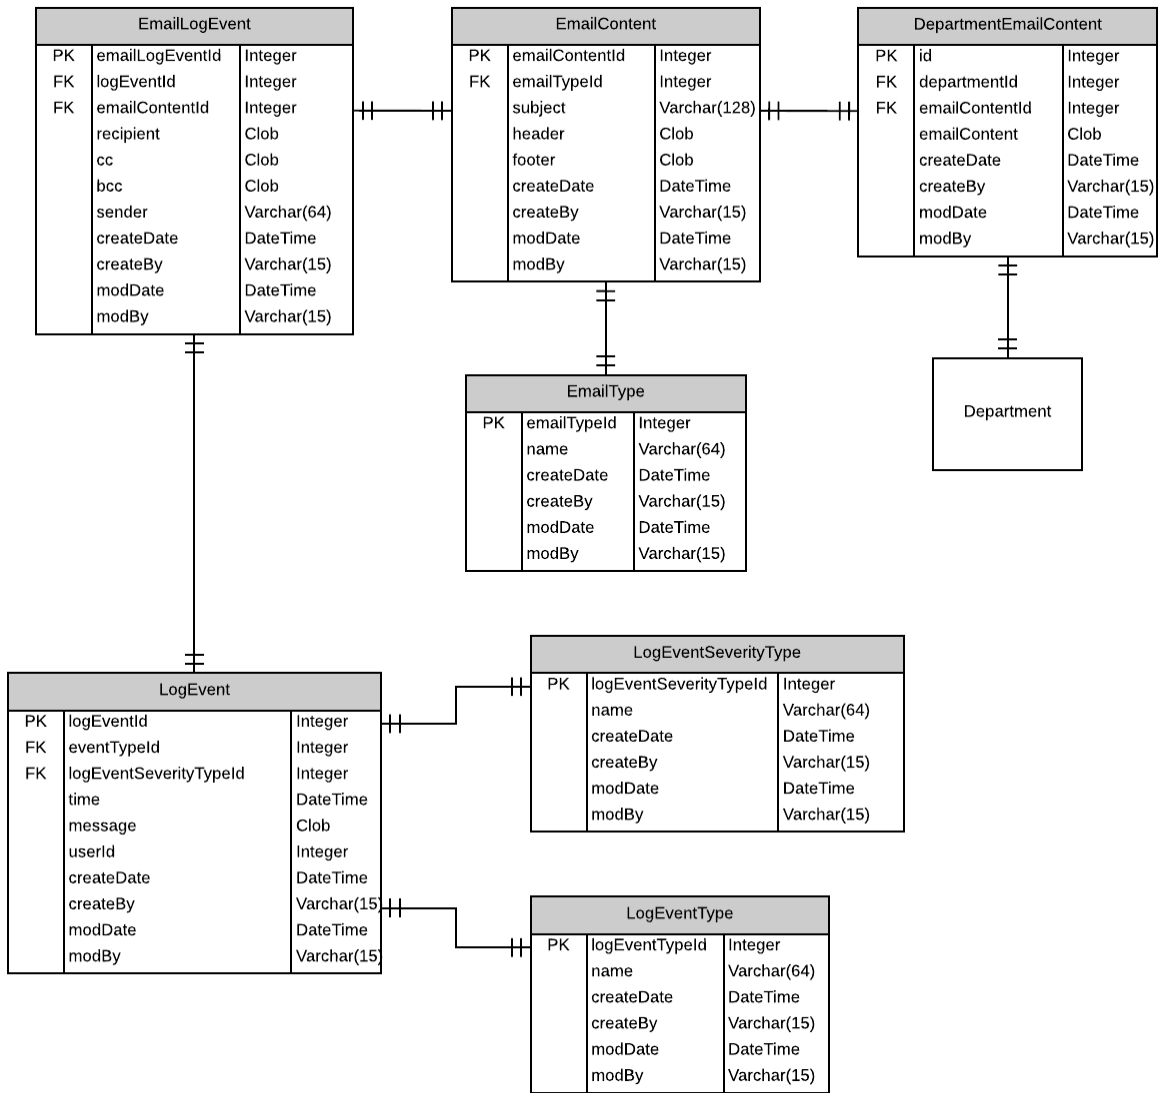 EmailLogEvent
PK emailLogEventId Integer
FK logEventId Integer
FK emailContentId Integer
recipient Clob
cc Clob
bcc Clob
sender Varchar(64)
createDate DateTime
createBy Varchar(15)
modDate DateTime
modBy Varchar(15)
EmailContent
PK emailContentId Integer
FK emailTypeId Integer
subject Varchar(128)
header Clob
footer Clob
createDate DateTime
createBy Varchar(15)
modDate DateTime
modBy Varchar(15)
DepartmentEmailContent
PK id Integer
FK departmentId Integer
FK emailContentId Integer
emailContent Clob
createDate DateTime
createBy Varchar(15)
modDate DateTime
modBy Varchar(15)
EmailType
PK emailTypeId Integer
name Varchar(64)
createDate DateTime
createBy Varchar(15)
modDate DateTime
modBy Varchar(15)
Department
LogEvent
PK logEventId Integer
FK eventTypeId Integer
FK logEventSeverityTypeId Integer
time DateTime
message Clob
userId Integer
createDate DateTime
createBy Varchar(15)
modDate DateTime
modBy Varchar(15)
LogEventSeverityType
PK logEventSeverityTypeId Integer
name Varchar(64)
createDate DateTime
createBy Varchar(15)
modDate DateTime
modBy Varchar(15)
LogEventType
PK logEventTypeId Integer
name Varchar(64)
createDate DateTime
createBy Varchar(15)
modDate DateTime
modBy Varchar(15)